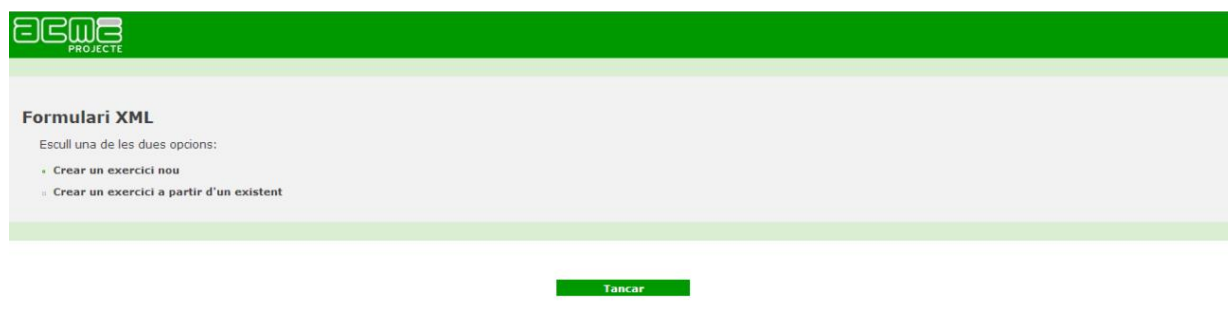 acme
PROJECTE
Formulari XML
Escull una de les dues opcions:
Crear un exercici nou
Crear un exercici a partir d'un existent
Tancar